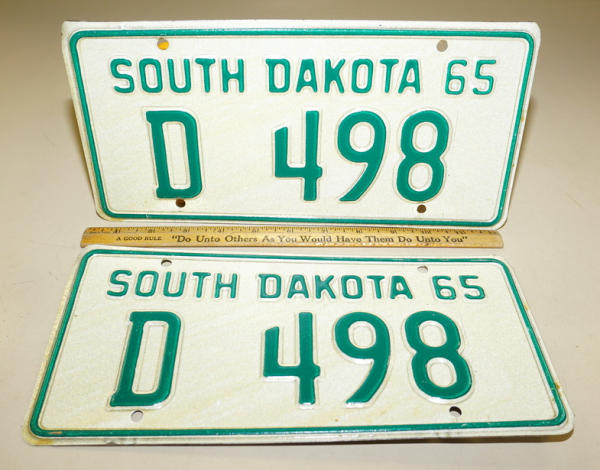 SOUTH DAKOTA 65
D 498
A GOOD RULE "Do Unto Others As You Would Have Them Do Unto You"
SOUTH DAKOTA 65
D 498